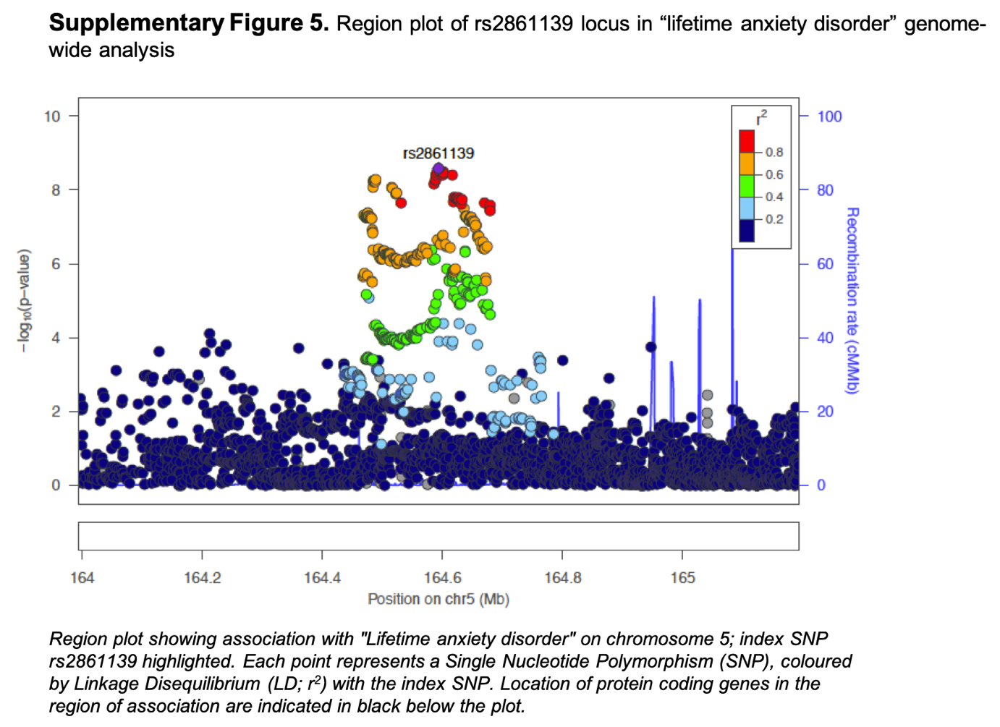 Supplementary Figure 5. Region plot of rs2861139 locus in “lifetime anxiety disorder” genome-
wide analysis
10
8
6
4
2
0
−log10(p−value)
rs2861139
r2
0.8
0.6
0.4
0.2
100
80
60
40
20
0
Recombination rate (cM/Mb)
164
164.2
164.4
164.6
164.8
165
Position on chr5 (Mb)
Region plot showing association with "Lifetime anxiety disorder" on chromosome 5; index SNP
rs2861139 highlighted. Each point represents a Single Nucleotide Polymorphism (SNP), coloured
by Linkage Disequilibrium (LD; r2) with the index SNP. Location of protein coding genes in the
region of association are indicated in black below the plot.